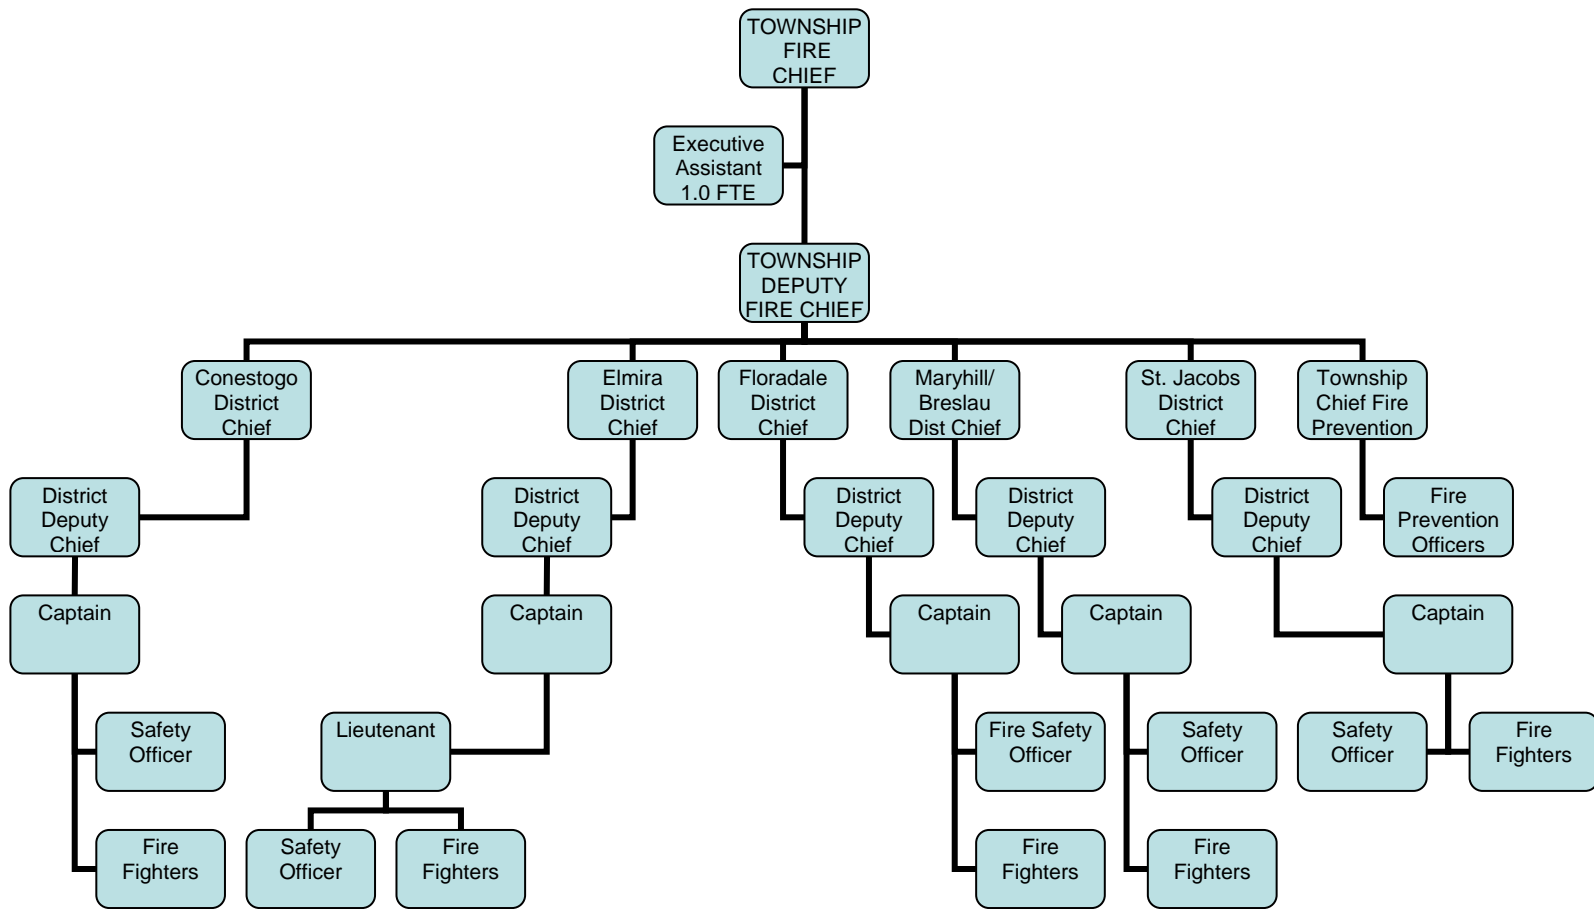 TOWNSHIP
FIRE
CHIEF
Executive
Assistant
1.0 FTE
TOWNSHIP
DEPUTY
FIRE CHIEF
Conestogo
District
Chief
Elmira
District
Chief
Floradale
District
Chief
Maryhill/
Breslau
Dist Chief
St. Jacobs
District
Chief
Township
Chief Fire
Prevention
District
Deputy
Chief
District
Deputy
Chief
District
Deputy
Chief
District
Deputy
Chief
District
Deputy
Chief
Fire
Prevention
Officers
Captain
Captain
Captain
Captain
Captain
Safety
Officer
Lieutenant
Fire Safety
Officer
Safety
Officer
Safety
Officer
Fire
Fighters
Fire
Fighters
Safety
Officer
Fire
Fighters
Fire
Fighters
Fire
Fighters